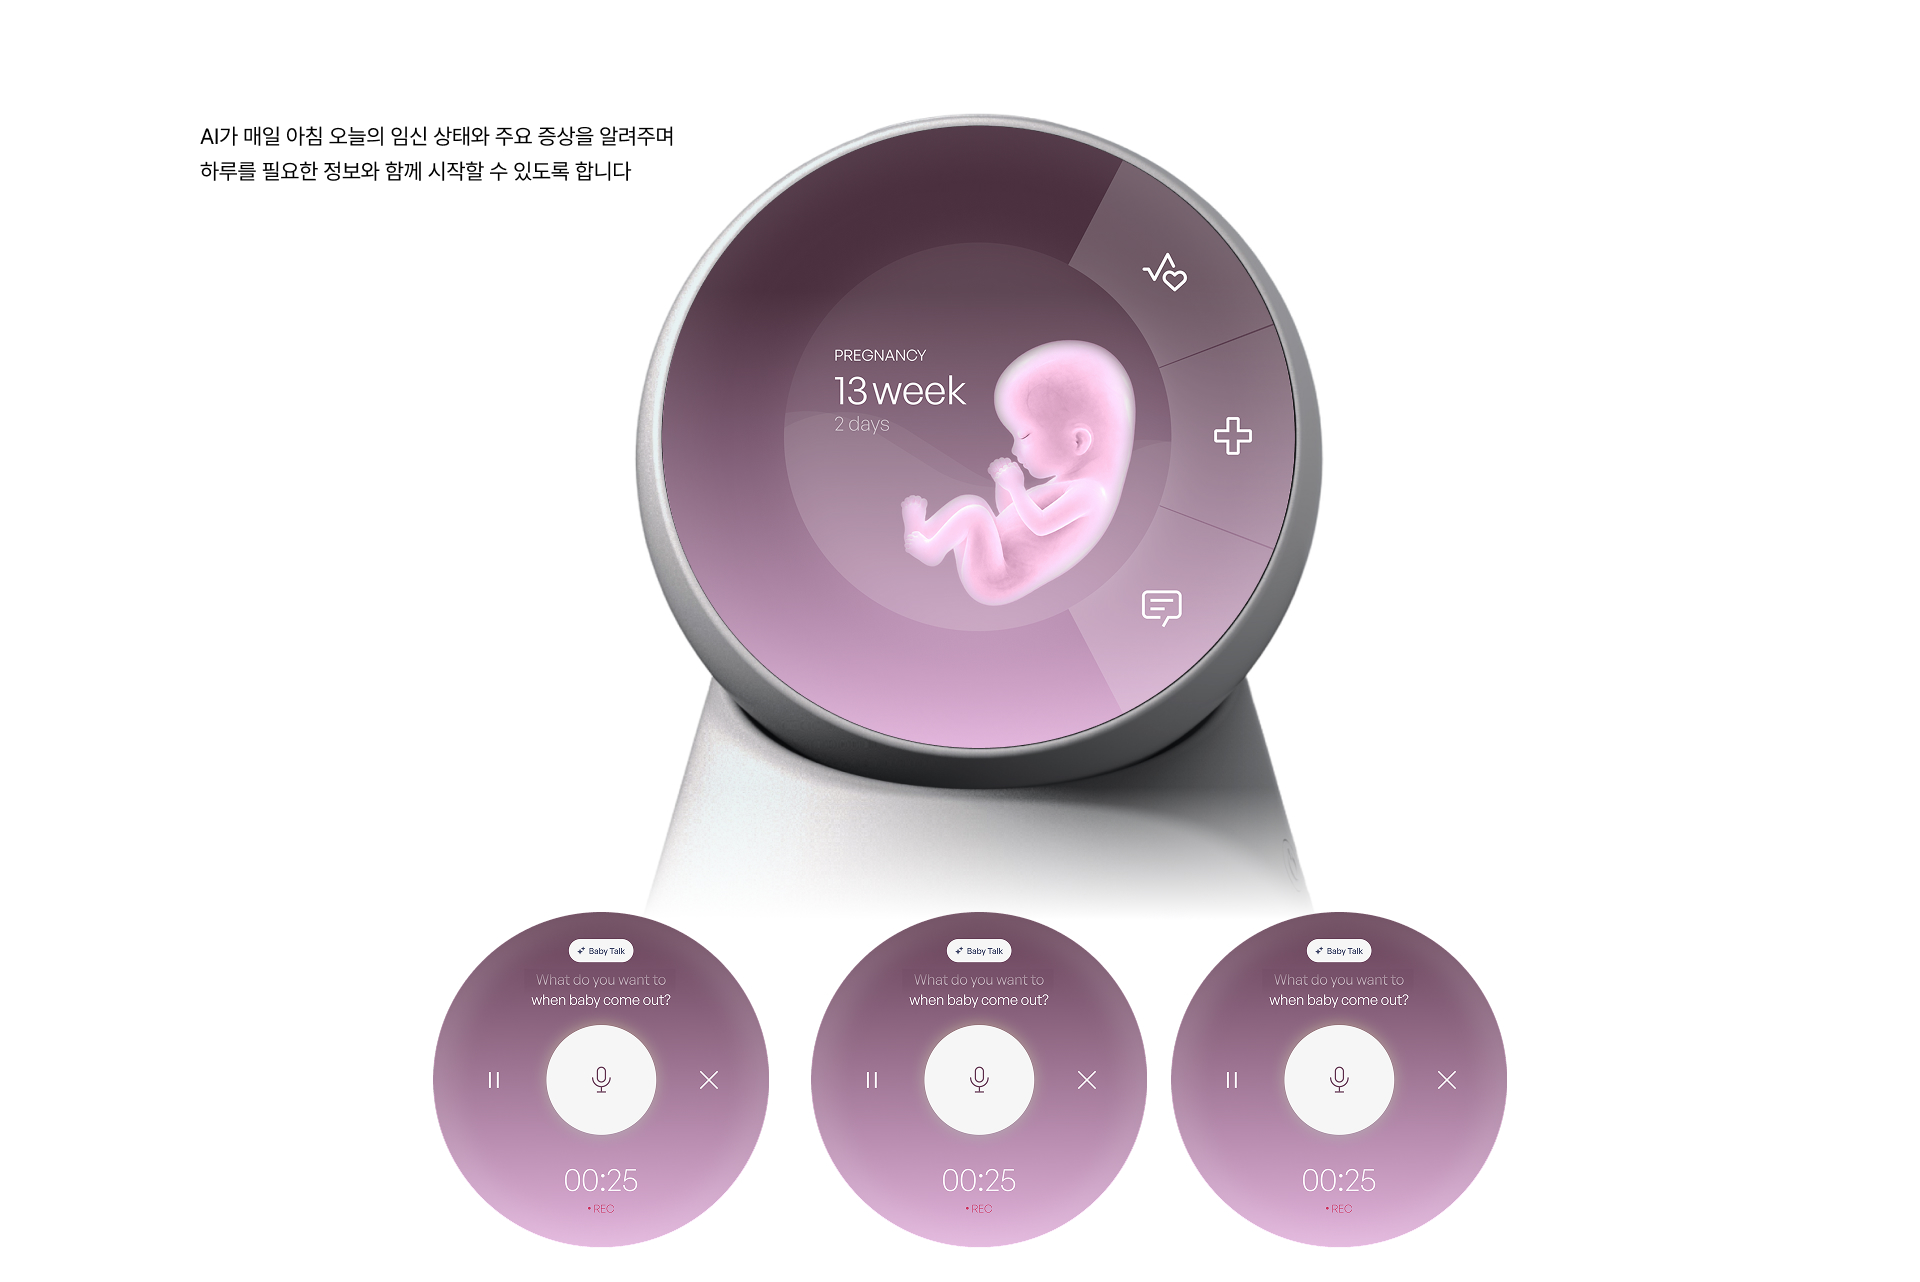 AI가 매일 아침 오늘의 임신 상태와 주요 증상을 알려주며
하루를 필요한 정보와 함께 시작할 수 있도록 합니다
PREGNANCY
13 week
2 days
Baby Talk
What do you want to
when baby come out?
00:25
• REC
Baby Talk
What do you want to
when baby come out?
00:25
• REC
Baby Talk
What do you want to
when baby come out?
00:25
• REC